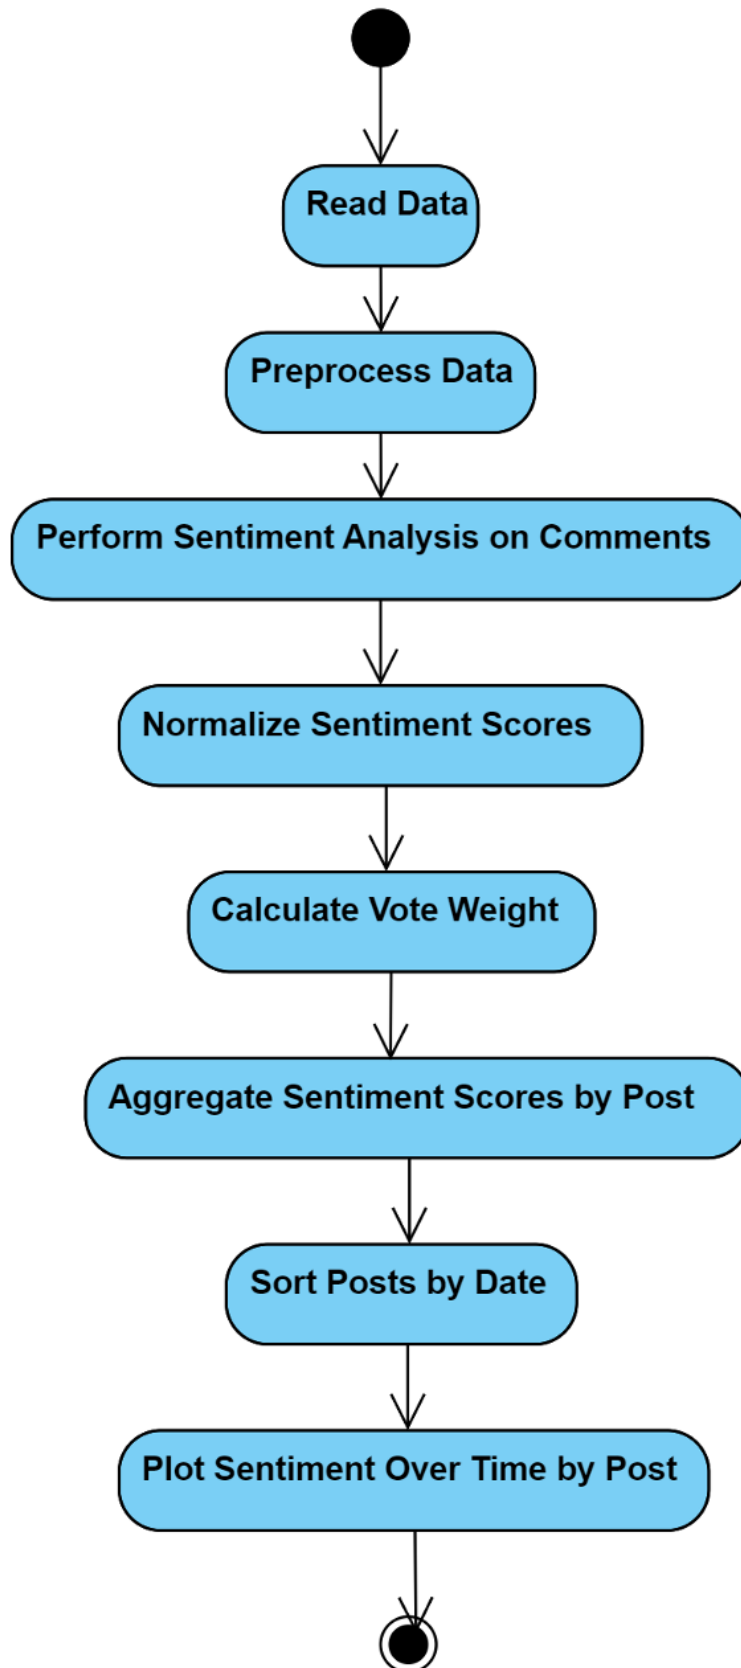 Read Data
Preprocess Data
Perform Sentiment Analysis on Comments
Normalize Sentiment Scores
Calculate Vote Weight
Aggregate Sentiment Scores by Post
Sort Posts by Date
Plot Sentiment Over Time by Post